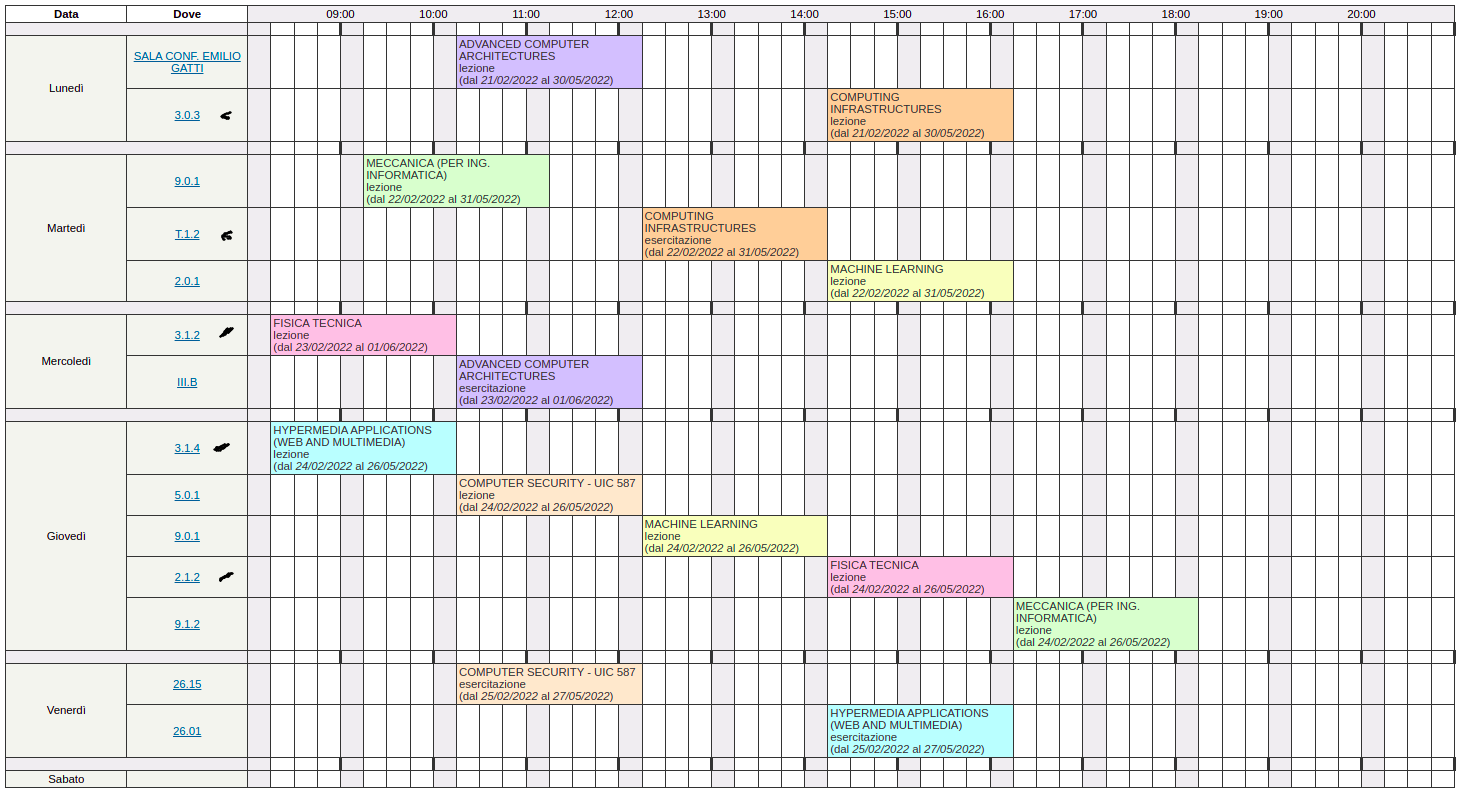 Data Dove 09:00 10:00 11:00 12:00 13:00 14:00 15:00 16:00 17:00 18:00 19:00 20:00
Lunedì
SALA CONF. EMILIO
GATTI
ADVANCED COMPUTER
ARCHITECTURES
lezione
(dal 21/02/2022 al 30/05/2022)
3.0.3
COMPUTING
INFRASTRUCTURES
lezione
(dal 21/02/2022 al 30/05/2022)
Martedì
9.0.1
MECCANICA (PER ING.
INFORMATICA)
lezione
(dal 22/02/2022 al 31/05/2022)
T.1.2
COMPUTING
INFRASTRUCTURES
esercitazione
(dal 22/02/2022 al 31/05/2022)
2.0.1
MACHINE LEARNING
lezione
(dal 22/02/2022 al 31/05/2022)
Mercoledì
3.1.2
FISICA TECNICA
lezione
(dal 23/02/2022 al 01/06/2022)
III.B
ADVANCED COMPUTER
ARCHITECTURES
esercitazione
(dal 23/02/2022 al 01/06/2022)
Giovedì
3.1.4
HYPERMEDIA APPLICATIONS
(WEB AND MULTIMEDIA)
lezione
(dal 24/02/2022 al 26/05/2022)
5.0.1
COMPUTER SECURITY - UIC 587
lezione
(dal 24/02/2022 al 26/05/2022)
9.0.1
MACHINE LEARNING
lezione
(dal 24/02/2022 al 26/05/2022)
2.1.2
FISICA TECNICA
lezione
(dal 24/02/2022 al 26/05/2022)
9.1.2
MECCANICA (PER ING.
INFORMATICA)
lezione
(dal 24/02/2022 al 26/05/2022)
Venerdì
26.15
COMPUTER SECURITY - UIC 587
esercitazione
(dal 25/02/2022 al 27/05/2022)
26.01
HYPERMEDIA APPLICATIONS
(WEB AND MULTIMEDIA)
esercitazione
(dal 25/02/2022 al 27/05/2022)
Sabato